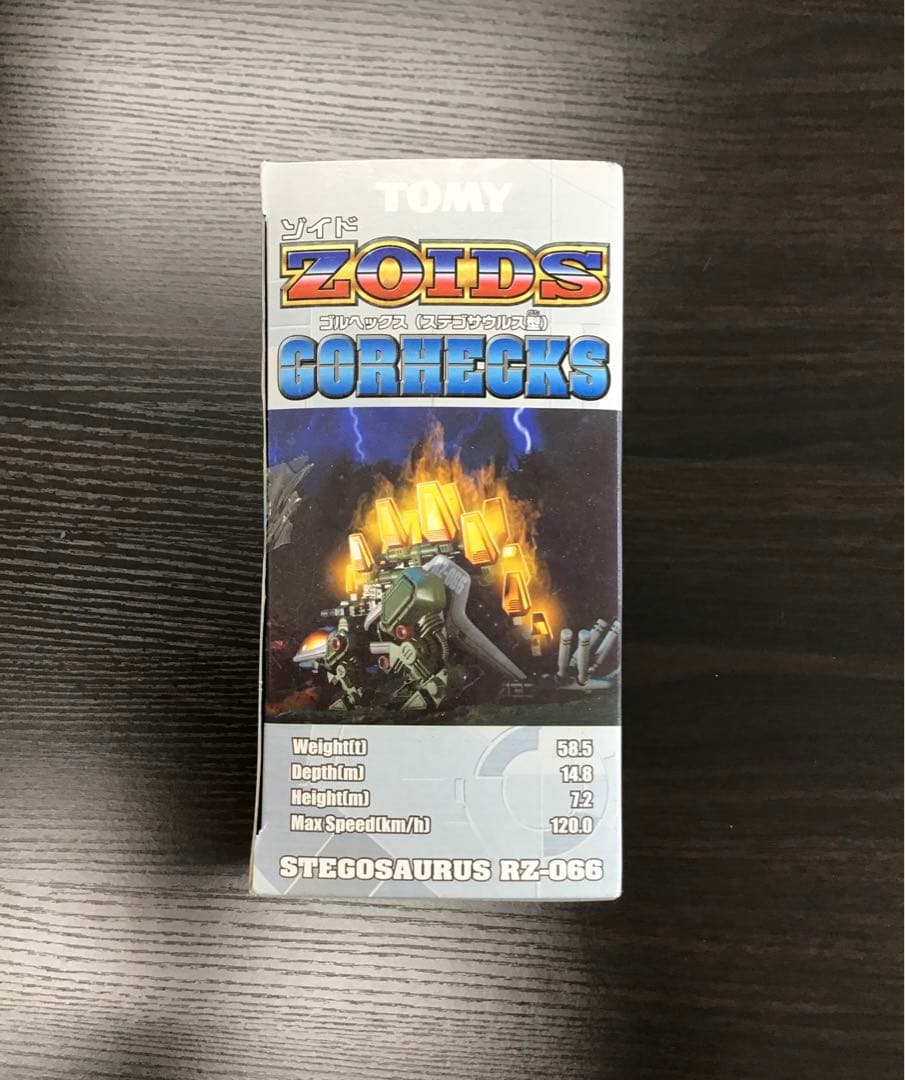 TOMY
ゾイド
ZOIDS
ゴルヘックス（ステゴサウルス型）
GORHECKS
Weight(t) 58.5
Depth(m) 14.8
Height(m) 7.2
Max Speed(km/h) 120.0
STEGOSAURUS RZ-066